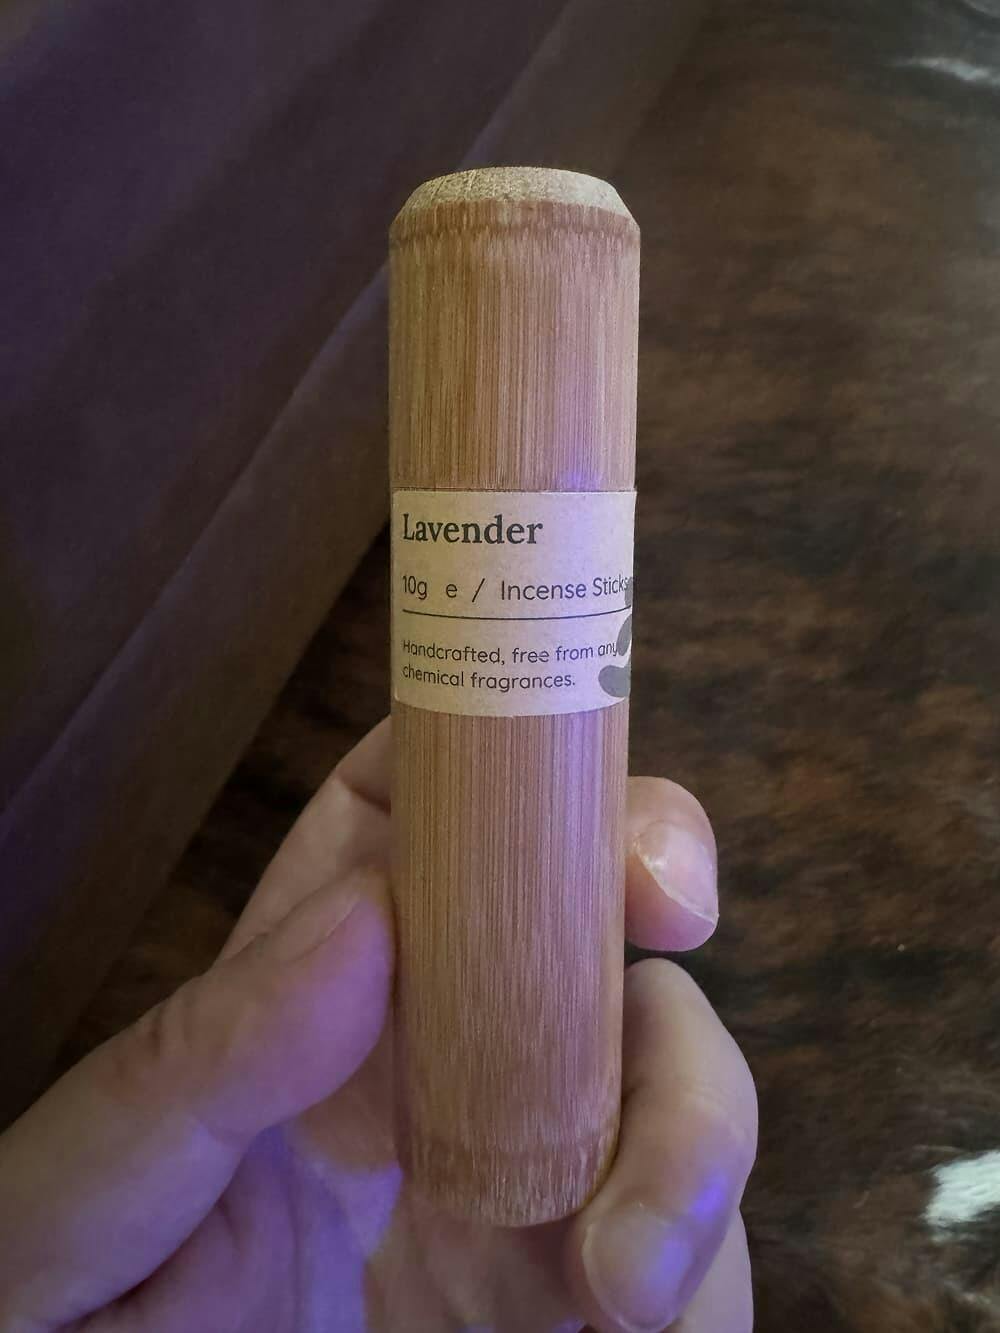 Lavender
10g e / Incense Sticks
Handcrafted, free from any
chemical fragrances.